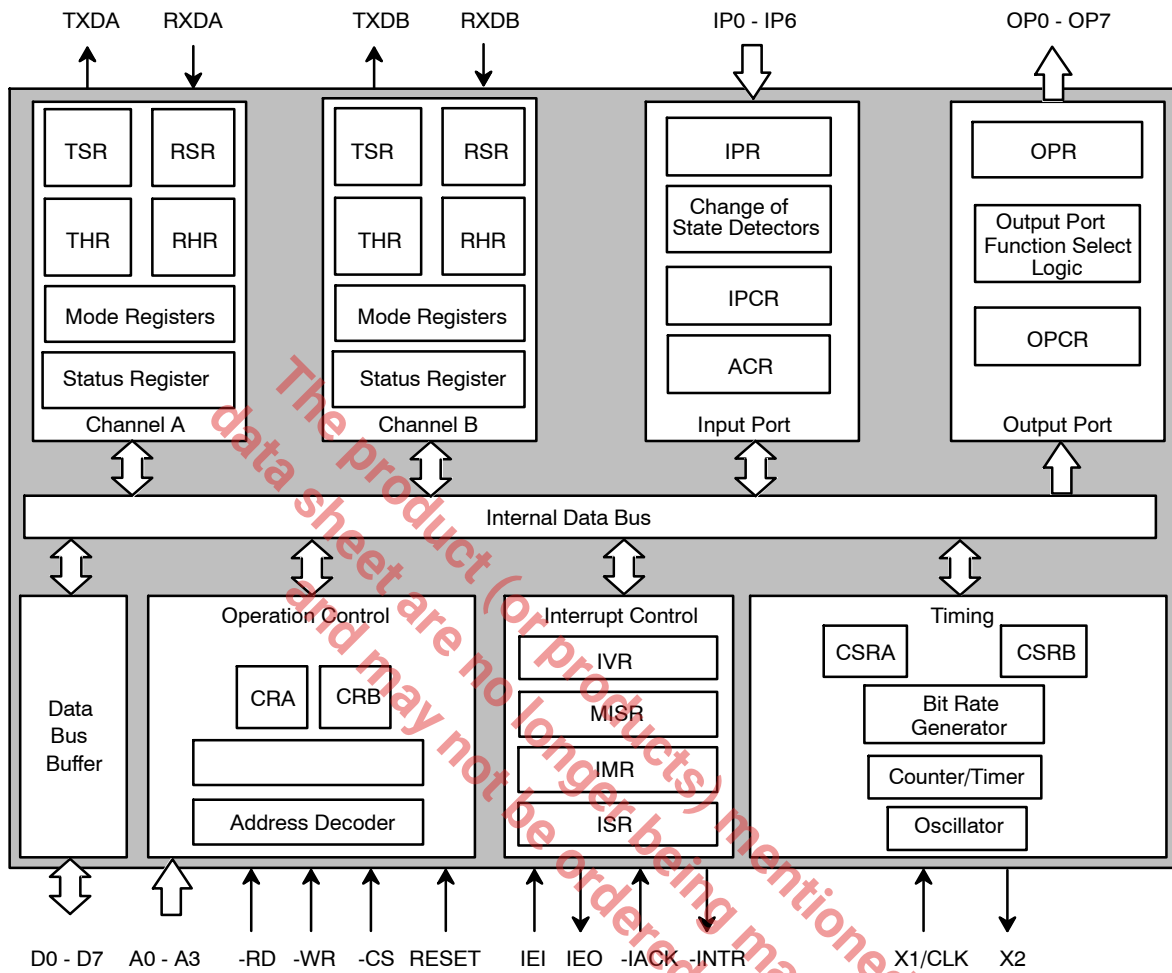 TXDA RXDA TXDB RXDB IP0 - IP6 OP0 - OP7
TSR RSR
THR RHR
Mode Registers
Status Register
Channel A
TSR RSR
THR RHR
Mode Registers
Status Register
Channel B
IPR
Change of
State Detectors
IPCR
ACR
Input Port
OPR
Output Port
Function Select
Logic
OPCR
Output Port
Internal Data Bus
Data
Bus
Buffer
Operation Control
CRA CRB
Address Decoder
Interrupt Control
IVR
MISR
IMR
ISR
Timing
CSRA CSRB
Bit Rate
Generator
Counter/Timer
Oscillator
D0 - D7 A0 - A3 -RD -WR -CS RESET IEI IEO -IACK -INTR X1/CLK X2
The product (or products) mentioned
data sheet are no longer being ma
and may not be ordered